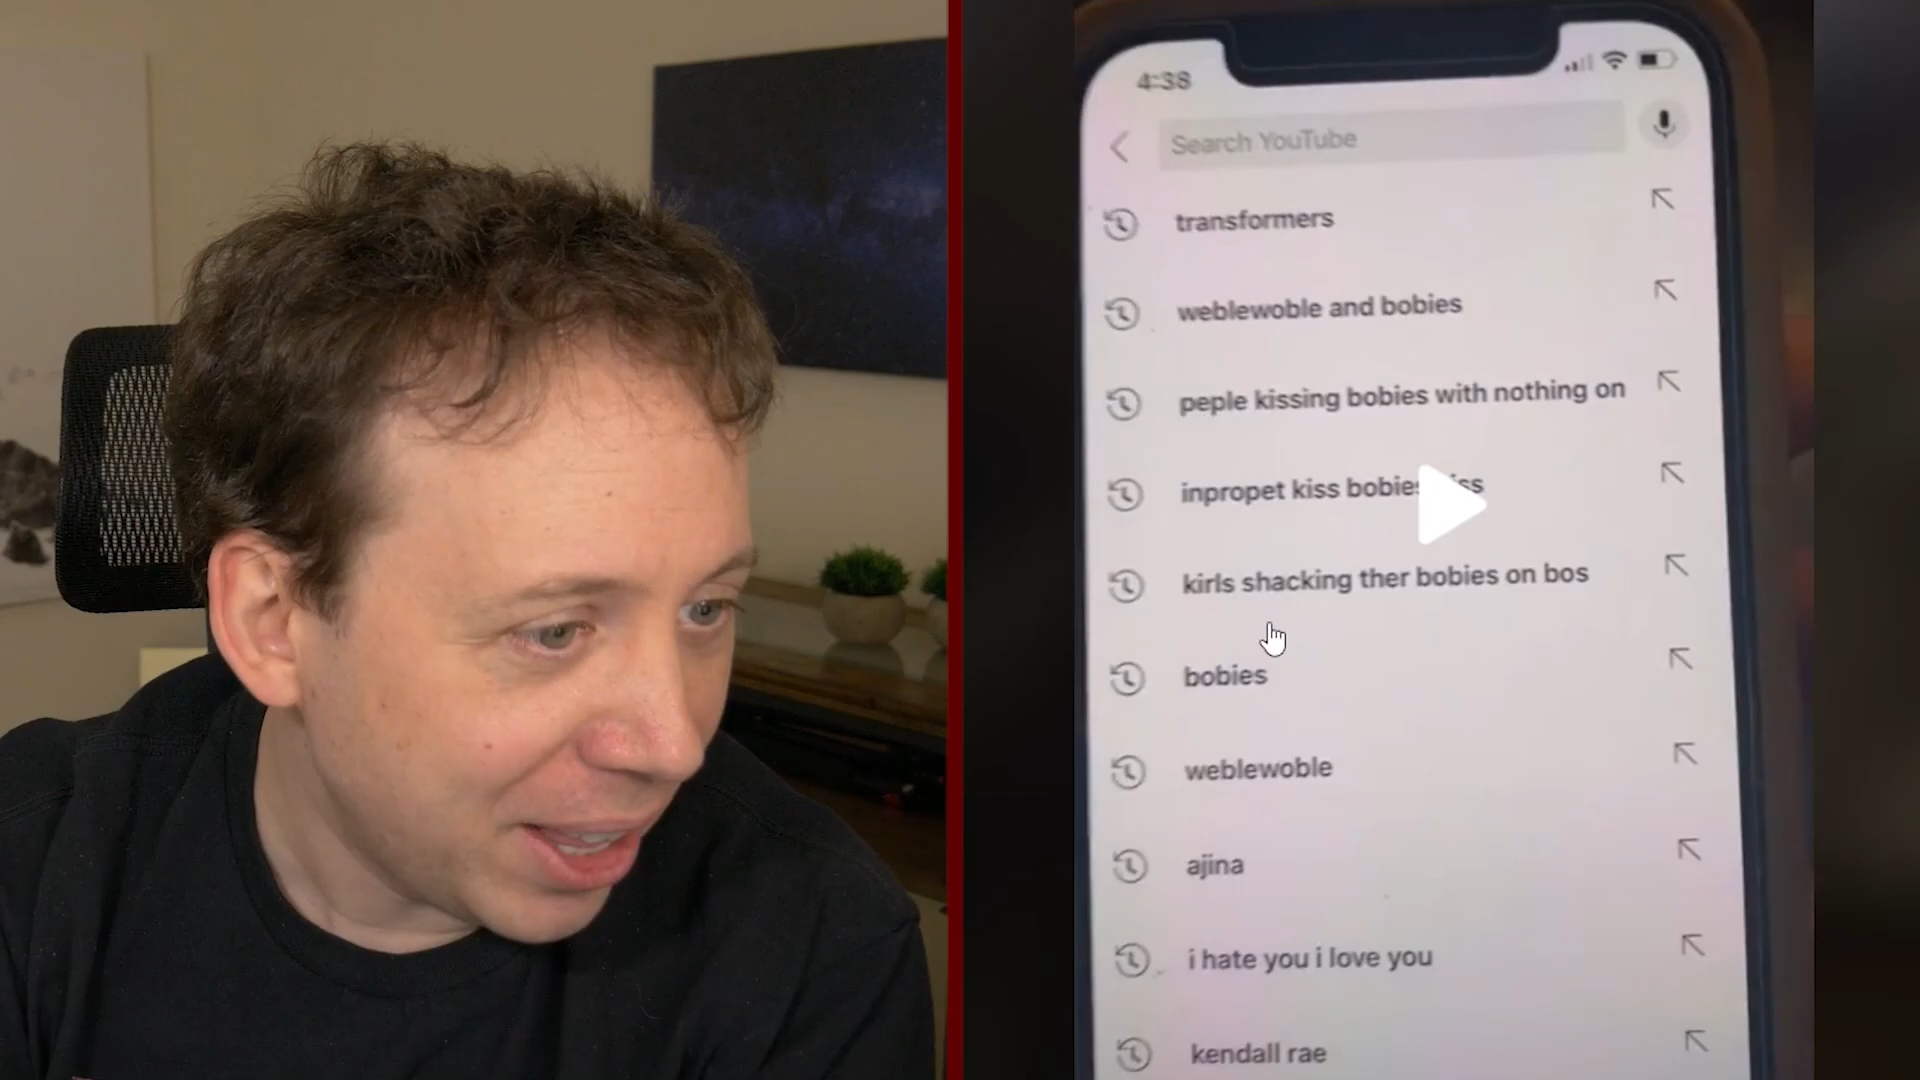 4:38
Search YouTube
transformers
weblewoble and bobies
peple kissing bobies with nothing on
inpropet kiss bobies
kirls shacking ther bobies on bos
bobies
weblewoble
ajina
i hate you i love you
kendall rae